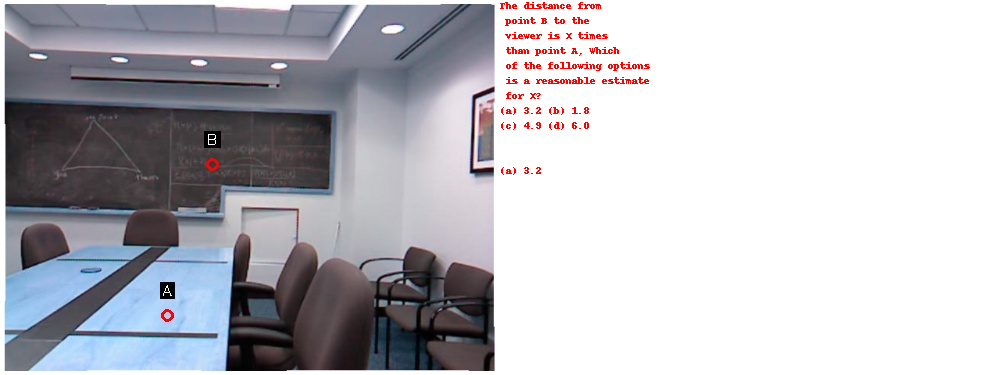 B
A
The distance from
point B to the
viewer is X times
than point A, Which
of the following options
is a reasonable estimate
for X?
(a) 3.2 (b) 1.8
(c) 4.9 (d) 6.0
(a) 3.2